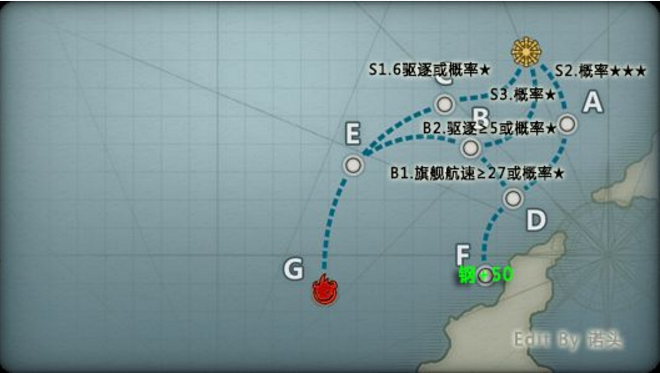 S1.6驱逐或概率★
S2.概率★★★
C
S3.概率★
A
B
B2.驱逐≥5或概率★
E
B1.旗舰航速≥27或概率★
D
F
G
钢+50
Edit By 诺头